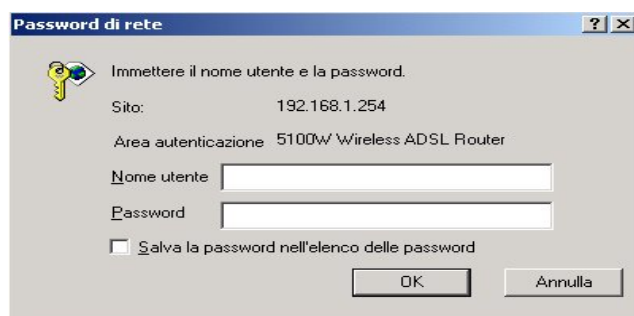 Password di rete
Immettere il nome utente e la password.
Sito: 192.168.1.254
Area autenticazione 5100W Wireless ADSL Router
Nome utente
Password
Salva la password nell'elenco delle password
OK Annulla